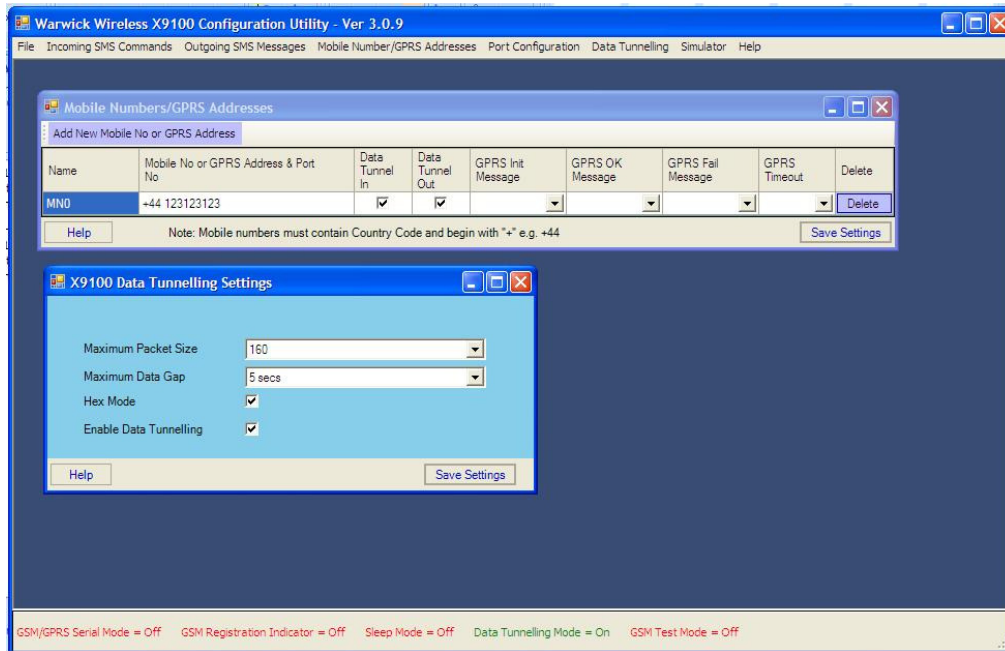 Warwick Wireless X9100 Configuration Utility - Ver 3.0.9
File Incoming SMS Commands Outgoing SMS Messages Mobile Number/GPRS Addresses Port Configuration Data Tunnelling Simulator Help
Mobile Numbers/GPRS Addresses
Add New Mobile No or GPRS Address
Name
Mobile No or GPRS Address & Port No
Data Tunnel In
Data Tunnel Out
GPRS Init Message
GPRS OK Message
GPRS Fail Message
GPRS Timeout
Delete
MN0 +44 123123123 Delete
Help Note: Mobile numbers must contain Country Code and begin with "+" e.g. +44 Save Settings
X9100 Data Tunnelling Settings
Maximum Packet Size 160
Maximum Data Gap 5 secs
Hex Mode
Enable Data Tunnelling
Help Save Settings
GSM/GPRS Serial Mode = Off GSM Registration Indicator = Off Sleep Mode = Off Data Tunnelling Mode = On GSM Test Mode = Off